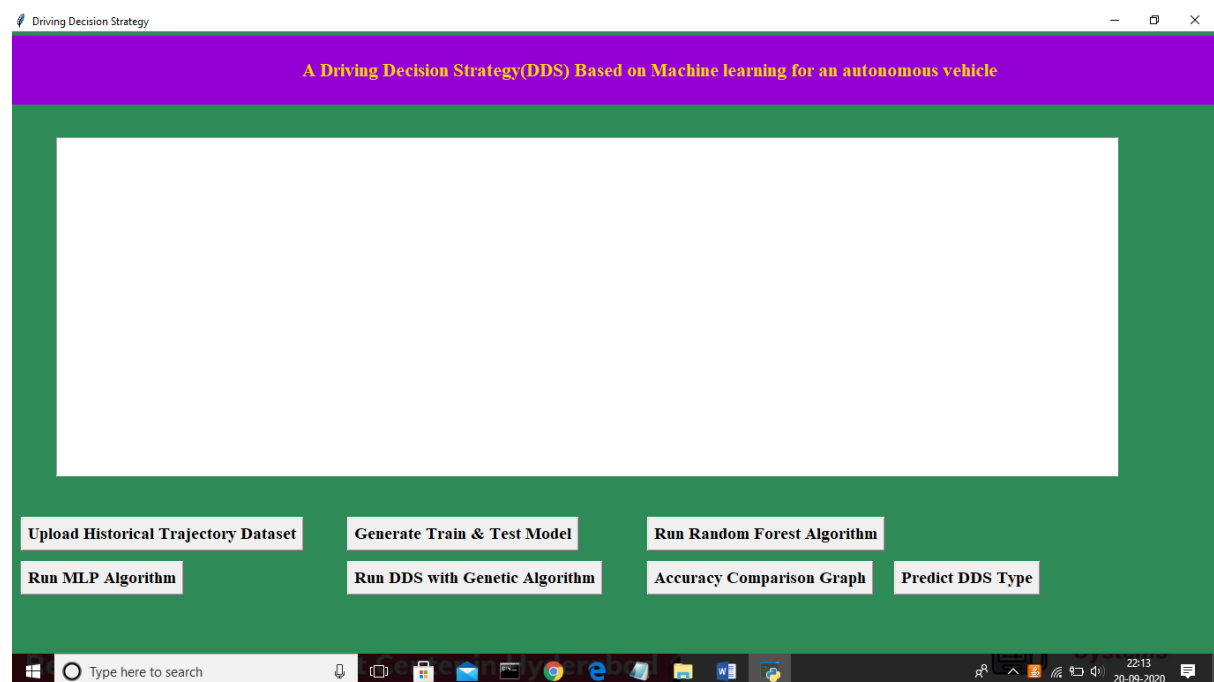 Driving Decision Strategy
A Driving Decision Strategy(DDS) Based on Machine learning for an autonomous vehicle
Upload Historical Trajectory Dataset
Generate Train & Test Model
Run Random Forest Algorithm
Run MLP Algorithm
Run DDS with Genetic Algorithm
Accuracy Comparison Graph
Predict DDS Type
Type here to search
22:13
20-09-2020